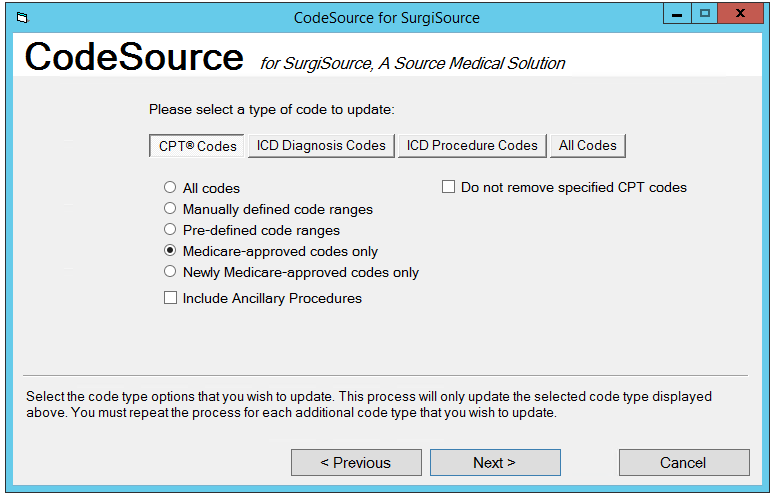 CodeSource for SurgiSource
CodeSource for SurgiSource, A Source Medical Solution
Please select a type of code to update:
CPT® Codes ICD Diagnosis Codes ICD Procedure Codes All Codes
All codes Do not remove specified CPT codes
Manually defined code ranges
Pre-defined code ranges
Medicare-approved codes only
Newly Medicare-approved codes only
Include Ancillary Procedures
Select the code type options that you wish to update. This process will only update the selected code type displayed
above. You must repeat the process for each additional code type that you wish to update.
< Previous Next > Cancel